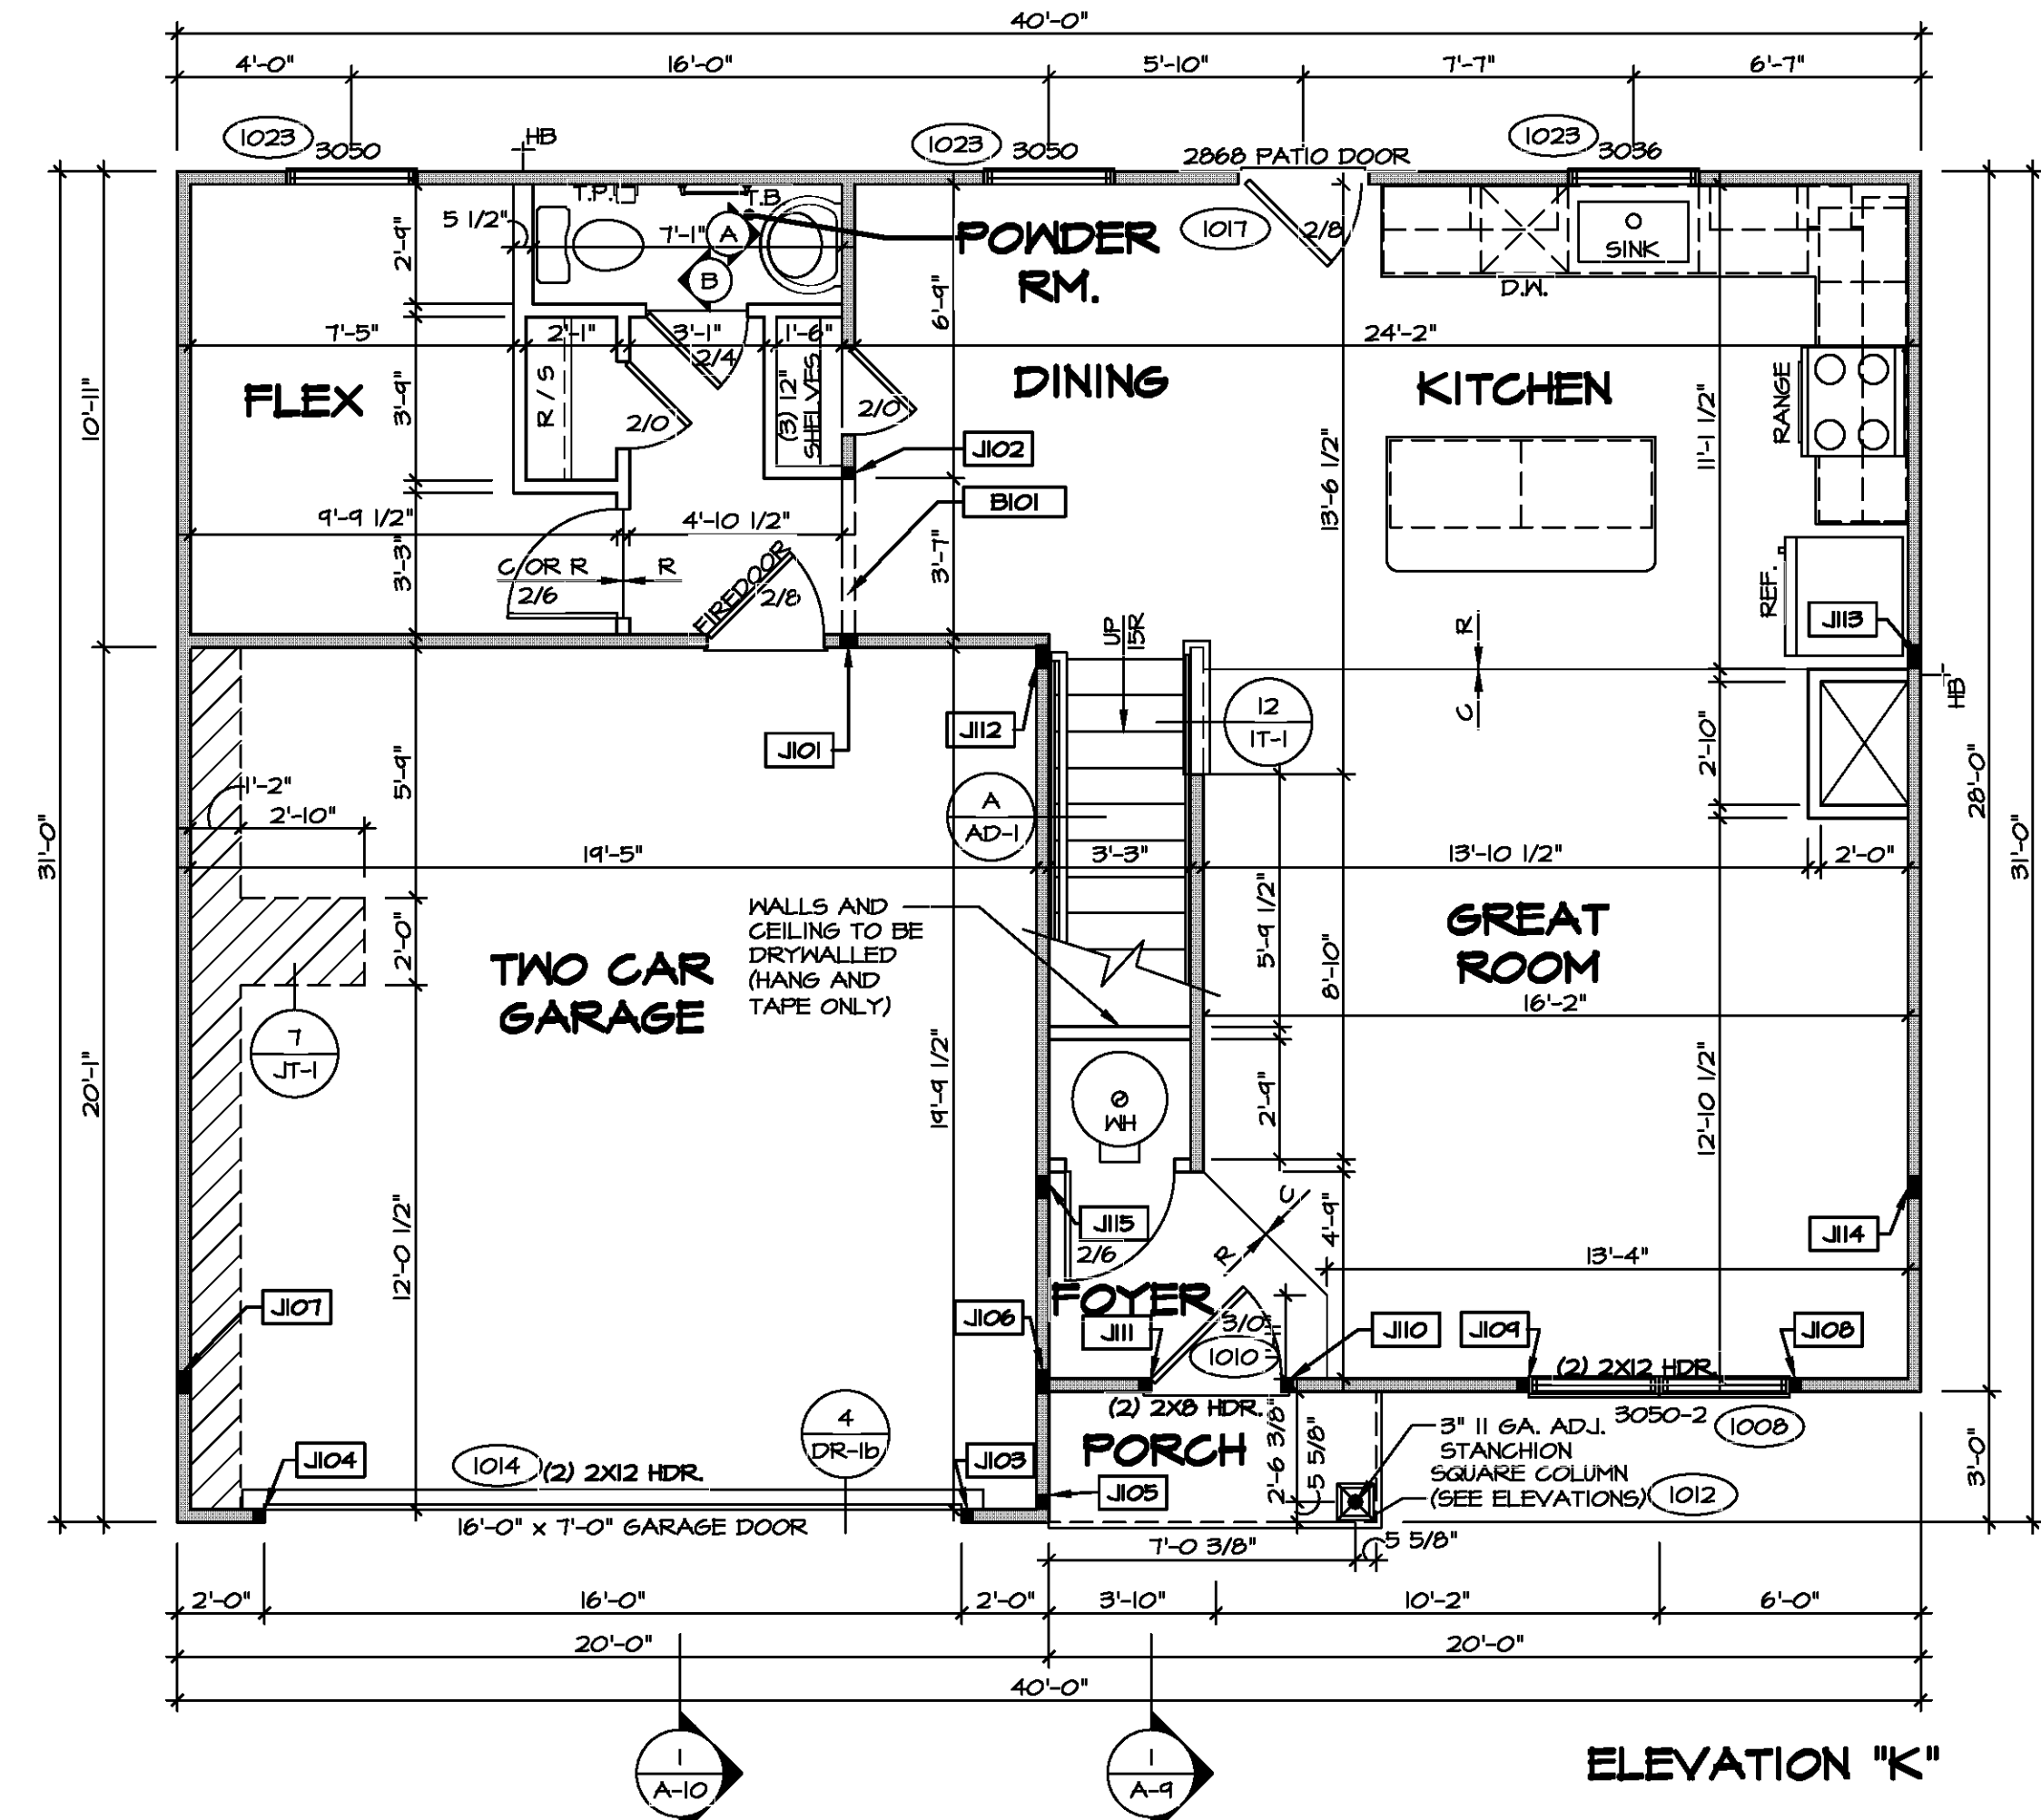 40'-0"
4'-0"
16'-0"
5'-10"
7'-7"
6'-7"
1023
3050
HB
1023
3050
2868 PATIO DOOR
1023
3036
T.P.
T.B.
5 1/2"
7'-1"
A
B
2'-9"
POWDER
RM.
1017
2/8
SINK
D.W.
6'-9"
7'-5"
2'-1"
3'-1"
1'-6"
24'-2"
2/4
FLEX
R / S
2/0
(3) 12"
SHELVES
2/0
DINING
KITCHEN
RANGE
3'-9"
10'-11"
J102
B101
13'-6 1/2"
11'-1 1/2"
9'-9 1/2"
4'-10 1/2"
3'-3"
C OR R
R
2/6
FIREDOOR
2/8
3'-7"
REF.
J113
UP
15R
R
C
HB
12
1T-1
J112
J101
5'-9"
1'-2"
2'-10"
A
AD-1
2'-10"
28'-0"
31'-0"
31'-0"
19'-5"
3'-3"
13'-10 1/2"
2'-0"
WALLS AND
CEILING TO BE
DRYWALLED
(HANG AND
TAPE ONLY)
2'-0"
TWO CAR
GARAGE
5'-9 1/2"
8'-10"
GREAT
ROOM
16'-2"
7
JT-1
20'-1"
19'-9 1/2"
WH
2'-9"
12'-10 1/2"
12'-0 1/2"
J115
2/6
C
R
4'-9"
J114
13'-4"
FOYER
J107
J106
J111
3/0
1010
J110
J109
J108
(2) 2X12 HDR.
(2) 2X8 HDR.
3050-2
1008
PORCH
2'-6 3/8"
5 5/8"
3" 11 GA. ADJ.
STANCHION
SQUARE COLUMN
(SEE ELEVATIONS)
1012
3'-0"
4
DR-1b
J104
1014
(2) 2X12 HDR.
J103
J105
16'-0" x 7'-0" GARAGE DOOR
7'-0 3/8"
5 5/8"
2'-0"
16'-0"
2'-0"
3'-10"
10'-2"
6'-0"
20'-0"
20'-0"
40'-0"
1
A-10
1
A-9
ELEVATION "K"